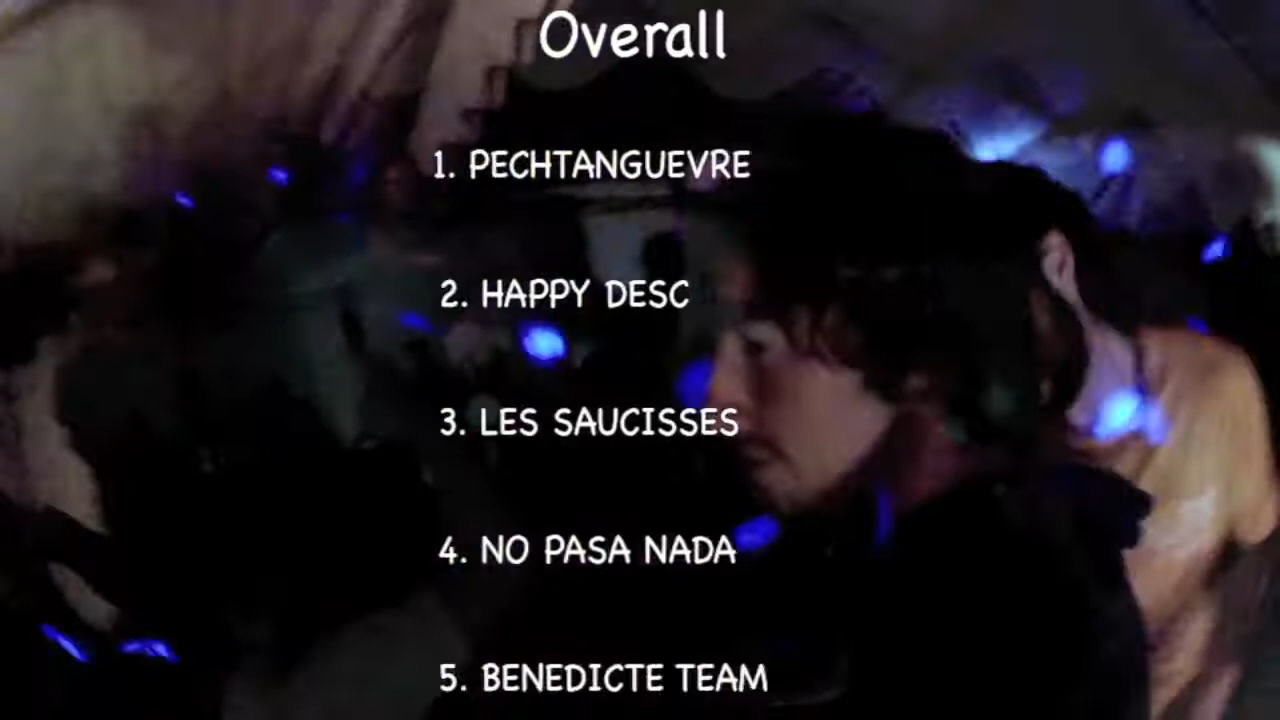 Overall
1. PECHTANGUEVRE
2. HAPPY DESC
3. LES SAUCISSES
4. NO PASA NADA
5. BENEDICTE TEAM